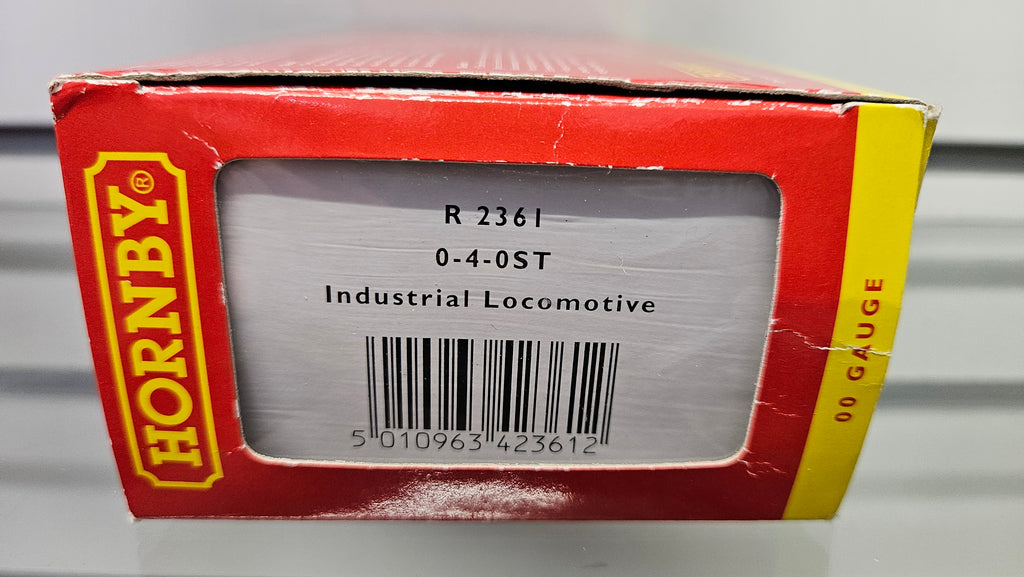 HORNBY®
R 2361
0-4-0ST
Industrial Locomotive
5 010963 423612
00 GAUGE